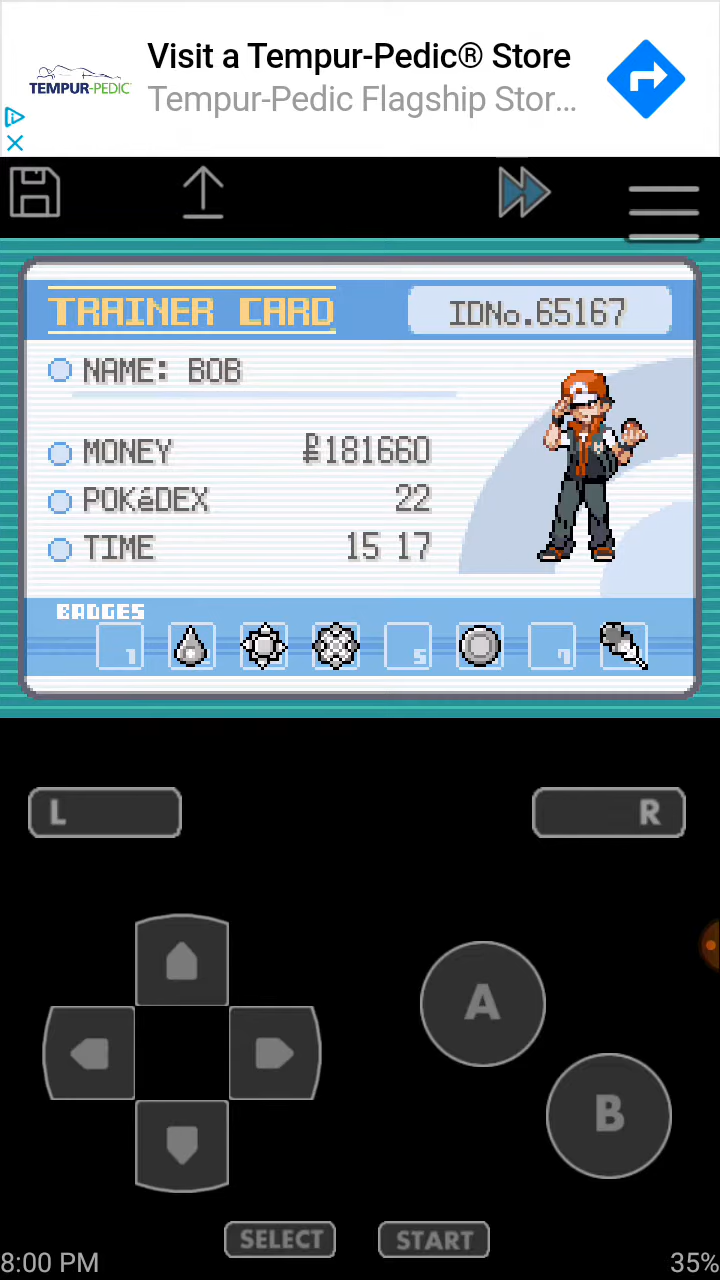 Visit a Tempur-Pedic® Store
TEMPUR-PEDIC
Tempur-Pedic Flagship Stor...
TRAINER CARD
IDNo.65167
NAME: BOB
MONEY ₽181660
POKéDEX 22
TIME 15 17
BADGES
1 5 7
L R
A
B
SELECT START
8:00 PM 35%